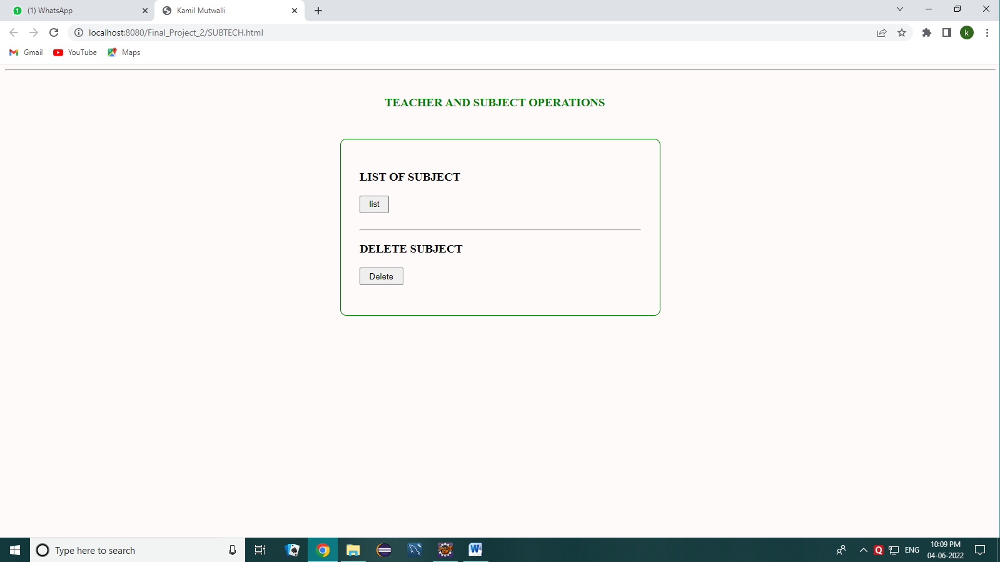 (1) WhatsApp
Kamil Mutwalli
localhost:8080/Final_Project_2/SUBTECH.html
k
Gmail
YouTube
Maps
TEACHER AND SUBJECT OPERATIONS
LIST OF SUBJECT
list
DELETE SUBJECT
Delete
Type here to search
ENG
10:09 PM
04-06-2022